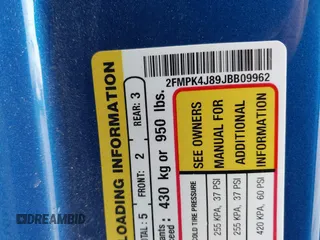 2FMPK4J89JBB09962
LOADING INFORMATION
TOTAL : 5 FRONT: 2 REAR: 3
430 kg or 950 lbs.
SEE OWNERS
MANUAL FOR
ADDITIONAL
INFORMATION
COLD TIRE PRESSURE
255 KPA, 37 PSI
255 KPA, 37 PSI
420 KPA, 60 PSI
DREAMBID